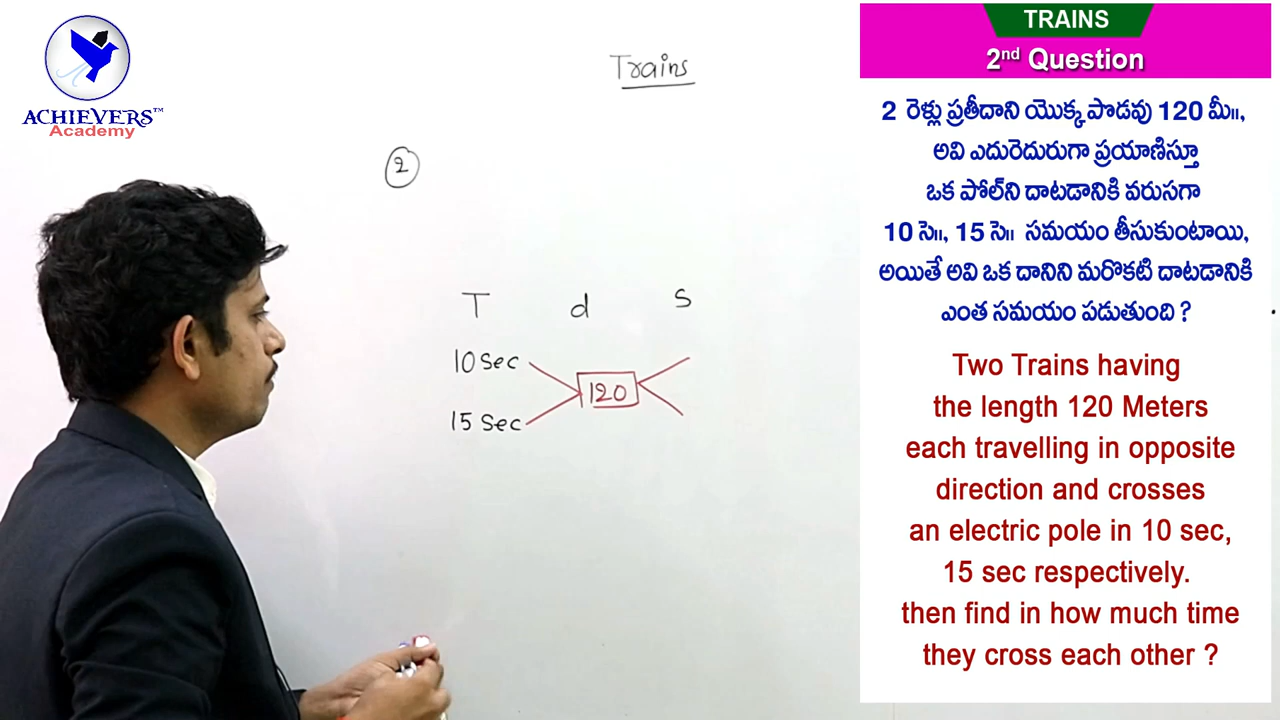 ACHIEVERS™
Academy
Trains
2
T d S
10 Sec
120
15 Sec
TRAINS
2nd Question
2 రెళ్లు ప్రతీదాని యొక్క పొడవు 120 మీ॥,
అవి ఎదురెదురుగా ప్రయాణిస్తూ
ఒక పోల్‌ని దాటడానికి వరుసగా
10 సె॥, 15 సె॥ సమయం తీసుకుంటాయి,
అయితే అవి ఒక దానిని మరొకటి దాటడానికి
ఎంత సమయం పడుతుంది ?
Two Trains having
the length 120 Meters
each travelling in opposite
direction and crosses
an electric pole in 10 sec,
15 sec respectively.
then find in how much time
they cross each other ?